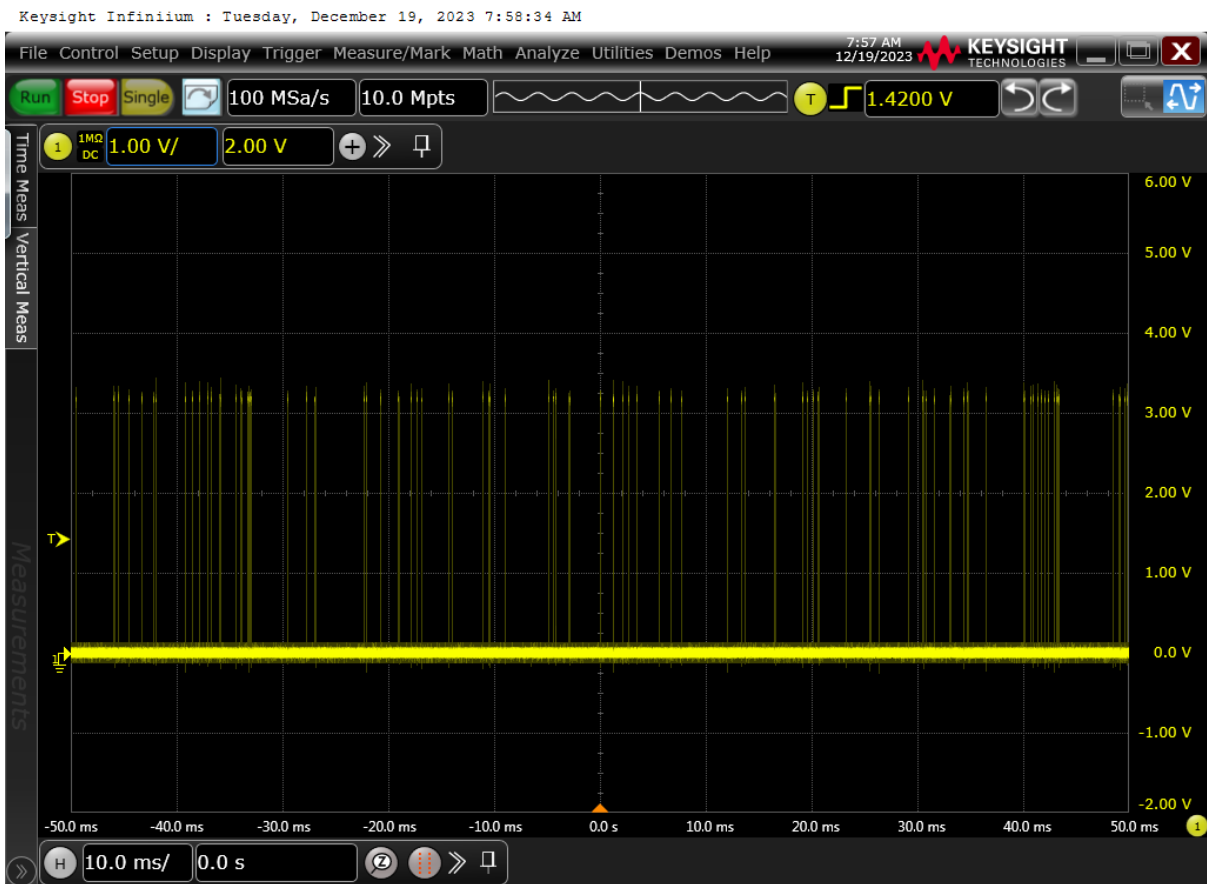 Keysight Infiniium : Tuesday, December 19, 2023 7:58:34 AM
File Control Setup Display Trigger Measure/Mark Math Analyze Utilities Demos Help
7:57 AM
12/19/2023
KEYSIGHT
TECHNOLOGIES
Run Stop Single 100 MSa/s 10.0 Mpts T 1.4200 V
1 1MΩ DC 1.00 V/ 2.00 V
Time Meas
Vertical Meas
Measurements
6.00 V
5.00 V
4.00 V
3.00 V
2.00 V
T
1.00 V
1 0.0 V
-1.00 V
-2.00 V
-50.0 ms -40.0 ms -30.0 ms -20.0 ms -10.0 ms 0.0 s 10.0 ms 20.0 ms 30.0 ms 40.0 ms 50.0 ms 1
H 10.0 ms/ 0.0 s Z